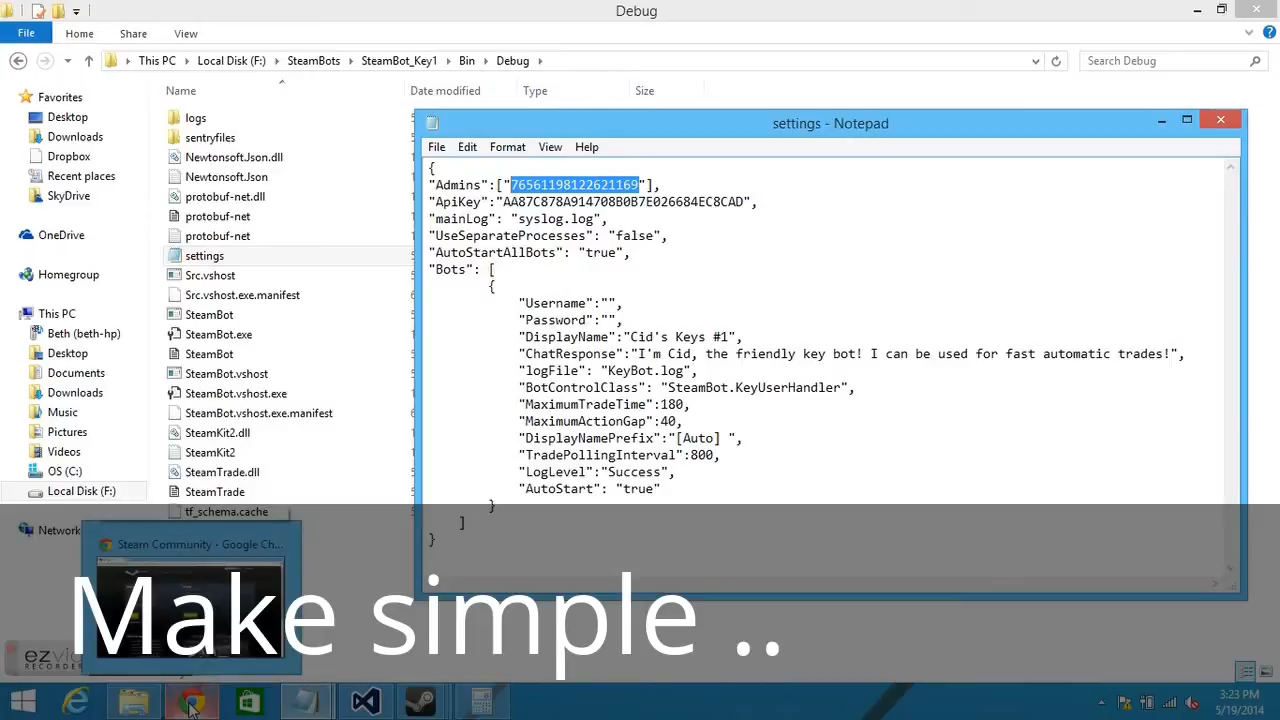 Debug
File
Home
Share
View
This PC
Local Disk (F:)
SteamBots
SteamBot_Key1
Bin
Debug
Search Debug
Name
Date modified
Type
Size
Favorites
Desktop
Downloads
Dropbox
Recent places
SkyDrive
OneDrive
Homegroup
This PC
Beth (beth-hp)
Desktop
Documents
Downloads
Music
Pictures
Videos
OS (C:)
Local Disk (F:)
Network
logs
sentryfiles
Newtonsoft.Json.dll
Newtonsoft.Json
protobuf-net.dll
protobuf-net
protobuf-net
settings
Src.vshost
Src.vshost.exe.manifest
SteamBot
SteamBot.exe
SteamBot
SteamBot.vshost
SteamBot.vshost.exe
SteamBot.vshost.exe.manifest
SteamKit2.dll
SteamKit2
SteamTrade.dll
SteamTrade
tf_schema.cache
settings - Notepad
File
Edit
Format
View
Help
{
"Admins":["76561198122621169"],
"ApiKey":"AA87C878A914708B0B7E026684EC8CAD",
"mainLog": "syslog.log",
"UseSeparateProcesses": "false",
"AutoStartAllBots": "true",
"Bots": [
{
"Username":"",
"Password":"",
"DisplayName":"Cid's Keys #1",
"ChatResponse":"I'm Cid, the friendly key bot! I can be used for fast automatic trades!",
"logFile": "KeyBot.log",
"BotControlClass": "SteamBot.KeyUserHandler",
"MaximumTradeTime":180,
"MaximumActionGap":40,
"DisplayNamePrefix":"[Auto] ",
"TradePollingInterval":800,
"LogLevel":"Success",
"AutoStart": "true"
}
]
}
Steam Community - Google Ch...
Make simple ..
ezvid
RECORDER
3:23 PM
5/19/2014